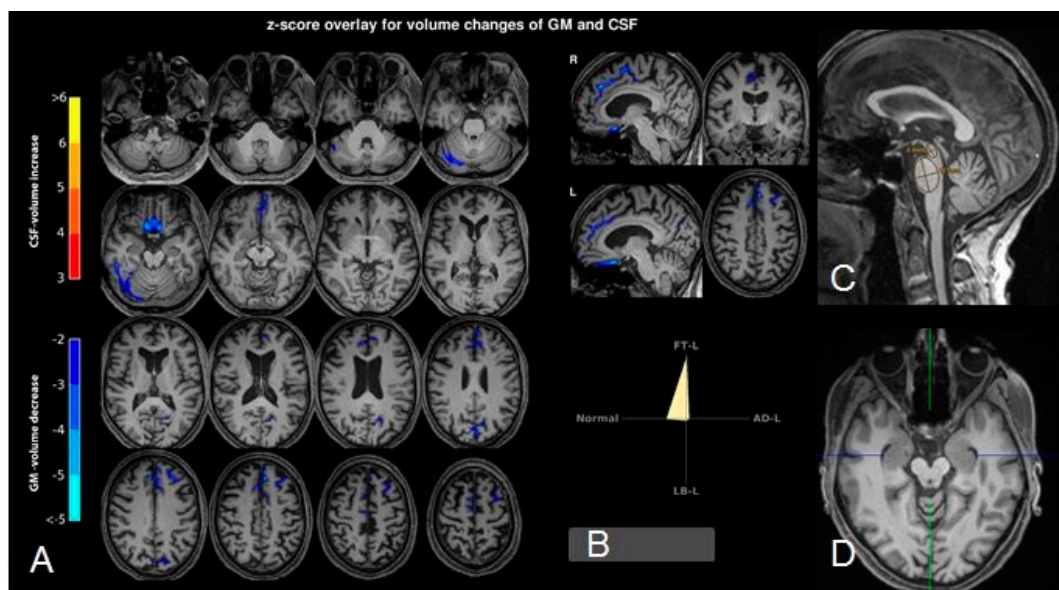 z-score overlay for volume changes of GM and CSF
>6
6
5
4
3
CSF-volume increase
-2
-3
-4
-5
<-5
GM -volume decrease
A
R
L
FT-L
Normal
AD-L
LB-L
B
C
D